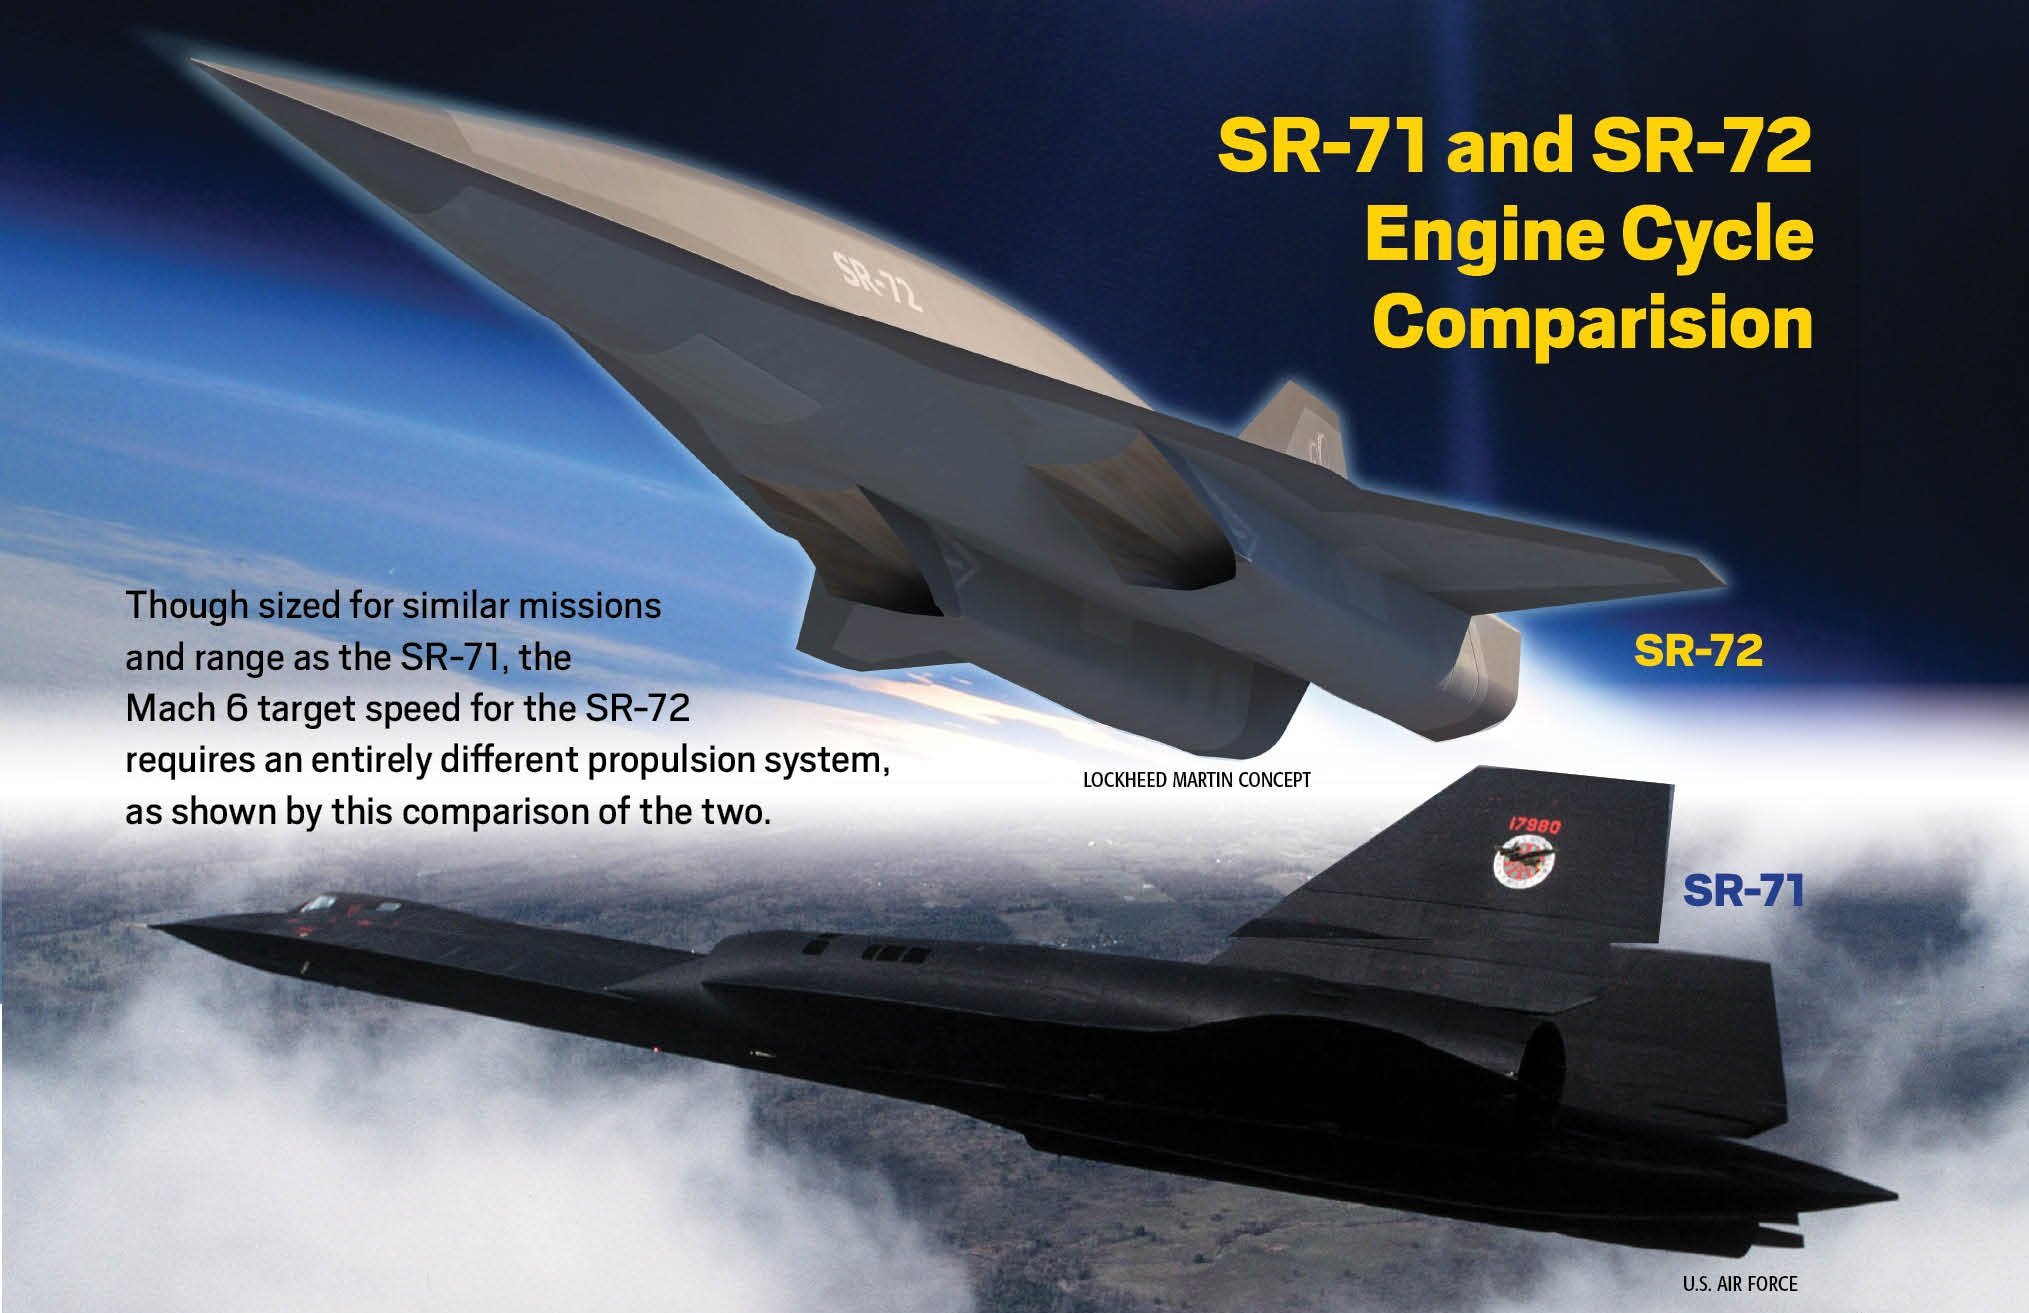 SR-71 and SR-72
Engine Cycle
Comparision
SR-72
Though sized for similar missions
and range as the SR-71, the
Mach 6 target speed for the SR-72
requires an entirely different propulsion system,
as shown by this comparison of the two.
SR-72
LOCKHEED MARTIN CONCEPT
17980
SR-71
U.S. AIR FORCE